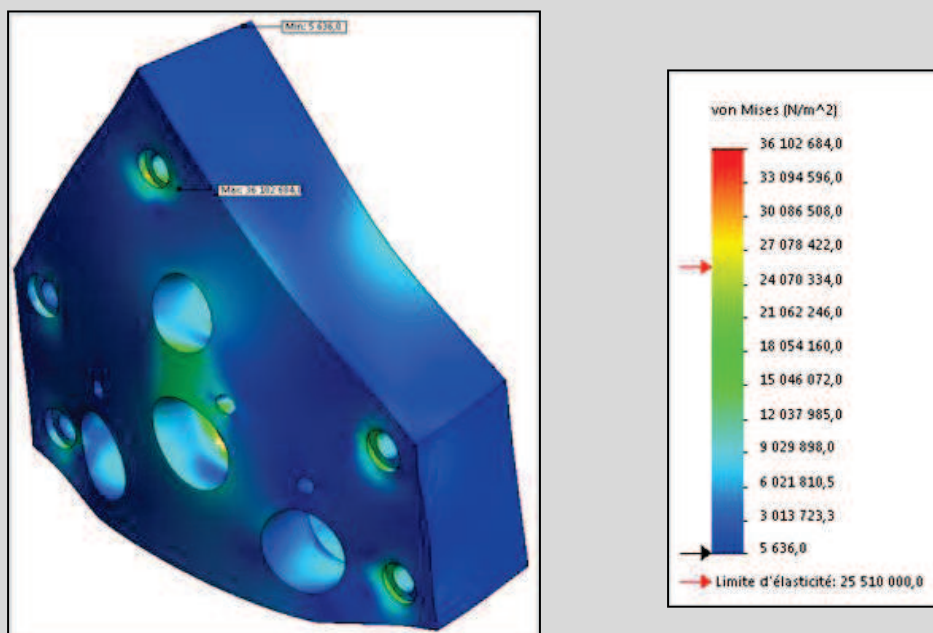 Min: 5 636,0
Max: 36 102 684,0
von Mises (N/m^2)
36 102 684,0
33 094 596,0
30 086 508,0
27 078 422,0
24 070 334,0
21 062 246,0
18 054 160,0
15 046 072,0
12 037 985,0
9 029 898,0
6 021 810,5
3 013 723,3
5 636,0
Limite d'élasticité: 25 510 000,0